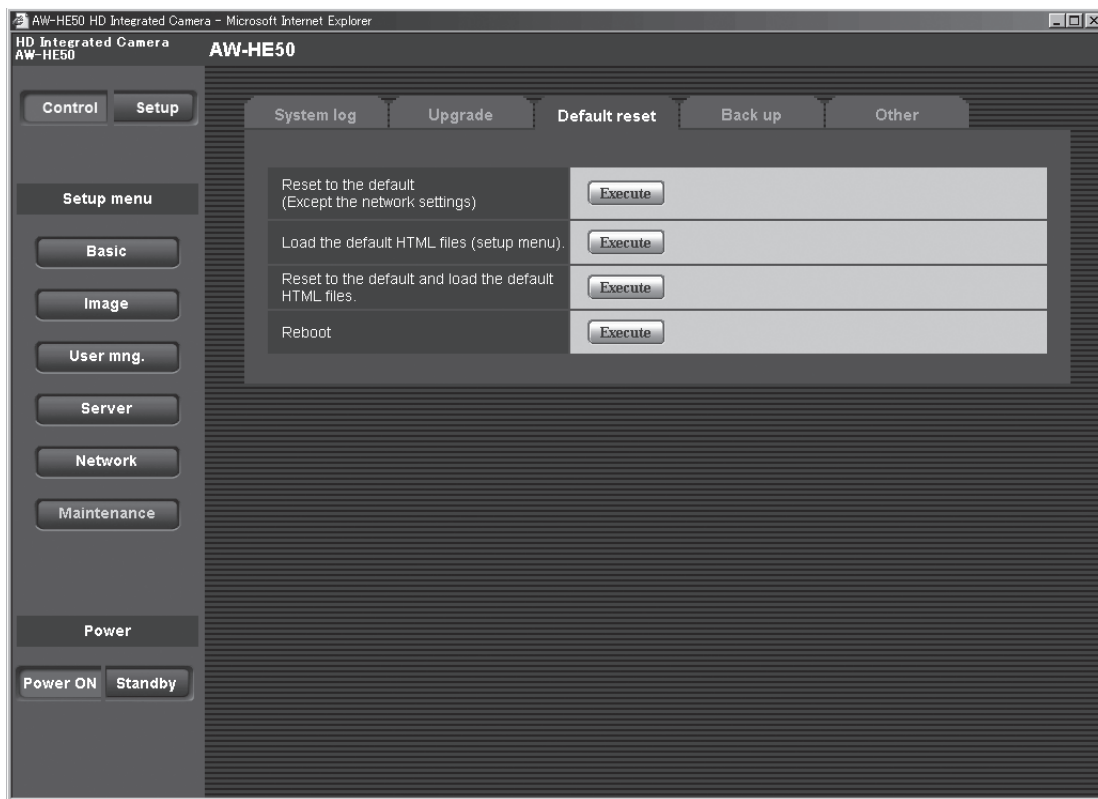 AW-HE50 HD Integrated Camera - Microsoft Internet Explorer
HD Integrated Camera
AW-HE50
AW-HE50
Control
Setup
System log
Upgrade
Default reset
Back up
Other
Setup menu
Basic
Image
User mng.
Server
Network
Maintenance
Reset to the default
(Except the network settings)
Execute
Load the default HTML files (setup menu).
Execute
Reset to the default and load the default
HTML files.
Execute
Reboot
Execute
Power
Power ON
Standby